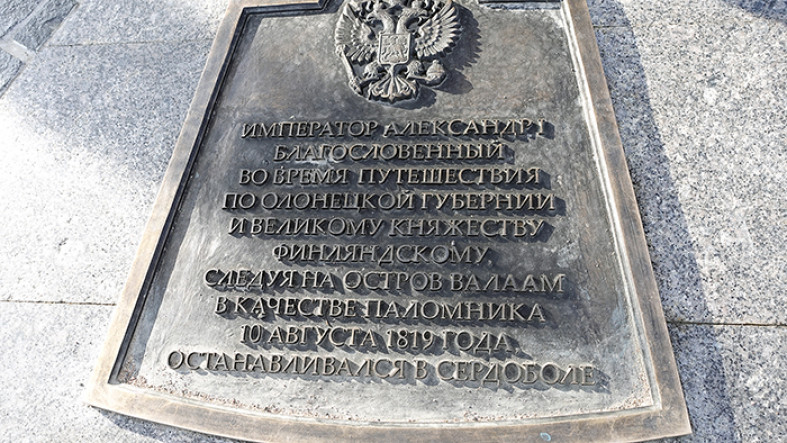 ИМПЕРАТОР АЛЕКСАНДР I
БЛАГОСЛОВЕННЫЙ
ВО ВРЕМЯ ПУТЕШЕСТВИЯ
ПО ОЛОНЕЦКОЙ ГУБЕРНИИ
И ВЕЛИКОМУ КНЯЖЕСТВУ
ФИНЛЯНДСКОМУ,
СЛЕДУЯ НА ОСТРОВ ВАЛААМ
В КАЧЕСТВЕ ПАЛОМНИКА
10 АВГУСТА 1819 ГОДА
ОСТАНАВЛИВАЛСЯ В СЕРДОБОЛЕ